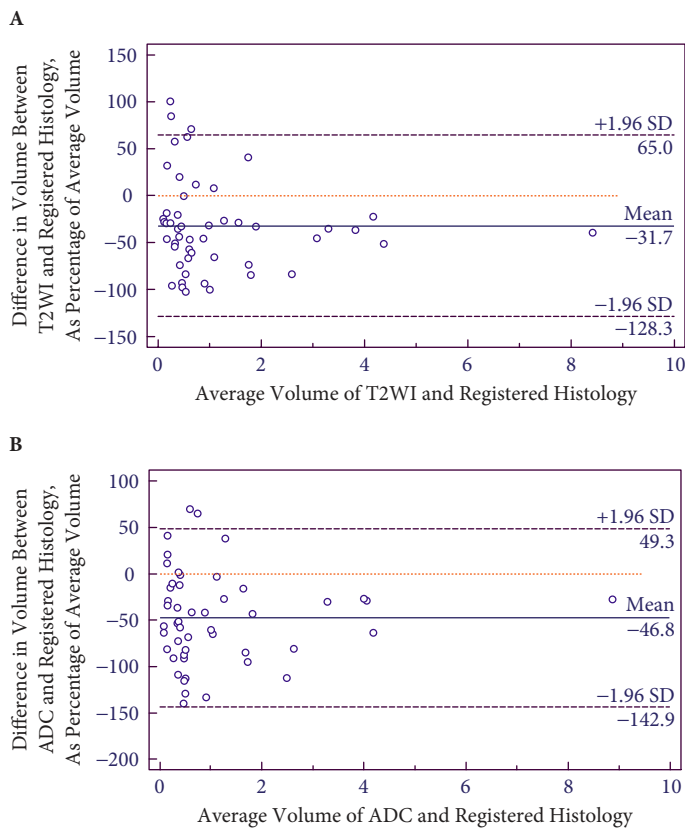 A
Difference in Volume Between
T2WI and Registered Histology,
As Percentage of Average Volume
150
100
50
0
−50
−100
−150
+1.96 SD
65.0
Mean
−31.7
−1.96 SD
−128.3
0
2
4
6
8
10
Average Volume of T2WI and Registered Histology
B
Difference in Volume Between
ADC and Registered Histology,
As Percentage of Average Volume
100
50
0
−50
−100
−150
−200
+1.96 SD
49.3
Mean
−46.8
−1.96 SD
−142.9
0
2
4
6
8
10
Average Volume of ADC and Registered Histology